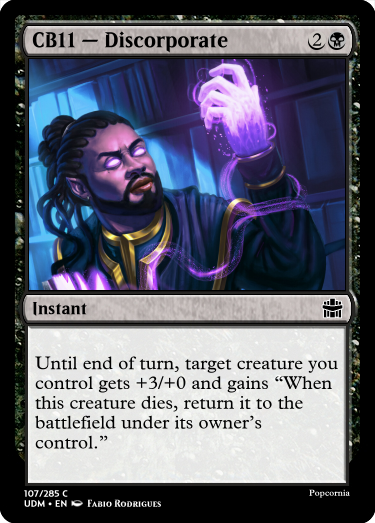 CB11 — Discorporate 2
Instant
Until end of turn, target creature you
control gets +3/+0 and gains “When
this creature dies, return it to the
battlefield under its owner’s
control.”
107/285 C Popcornia
UDM • EN Fabio Rodrigues